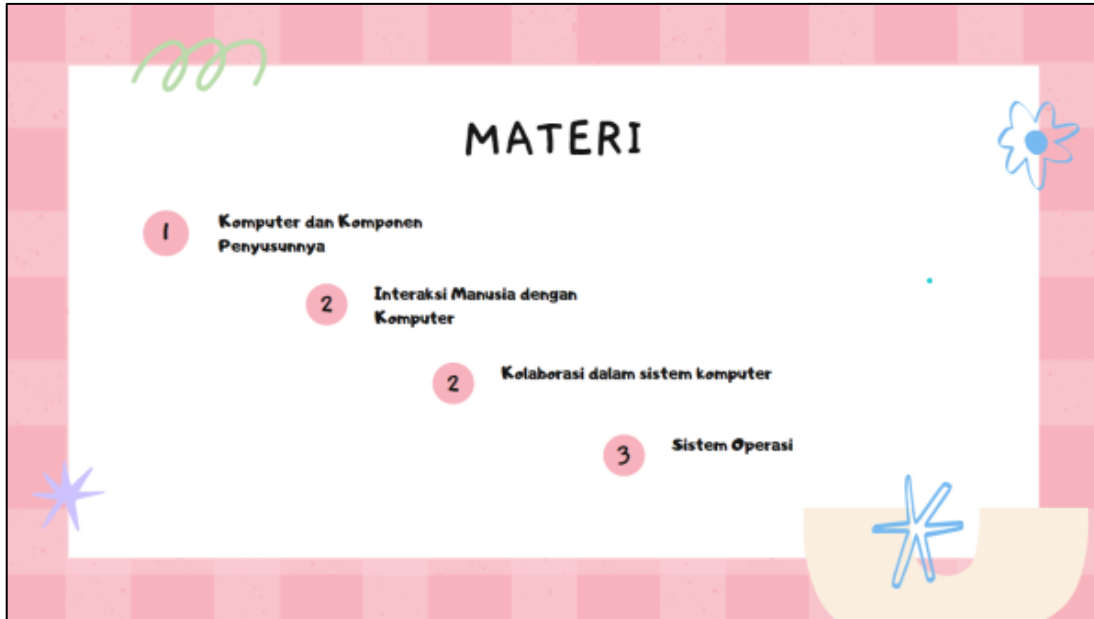 MATERI
1
Komputer dan Komponen
Penyusunnya
2
Interaksi Manusia dengan
Komputer
2
Kolaborasi dalam sistem komputer
3
Sistem Operasi